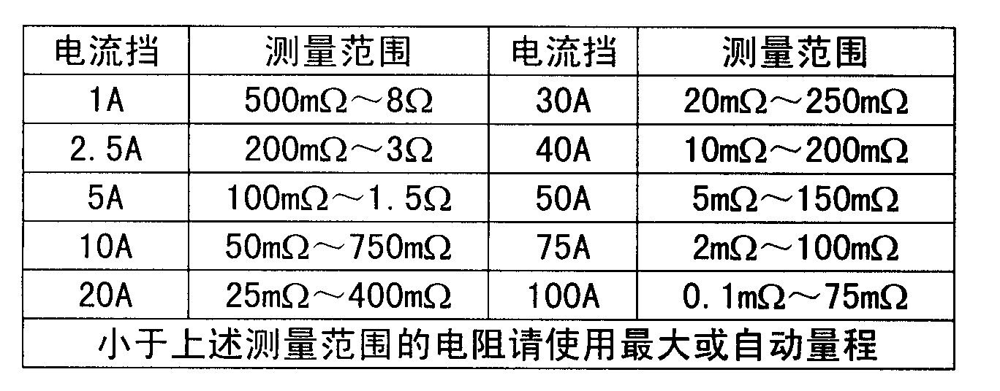 电流挡 测量范围 电流挡 测量范围
1A 500mΩ~8Ω 30A 20mΩ~250mΩ
2.5A 200mΩ~3Ω 40A 10mΩ~200mΩ
5A 100mΩ~1.5Ω 50A 5mΩ~150mΩ
10A 50mΩ~750mΩ 75A 2mΩ~100mΩ
20A 25mΩ~400mΩ 100A 0.1mΩ~75mΩ
小于上述测量范围的电阻请使用最大或自动量程